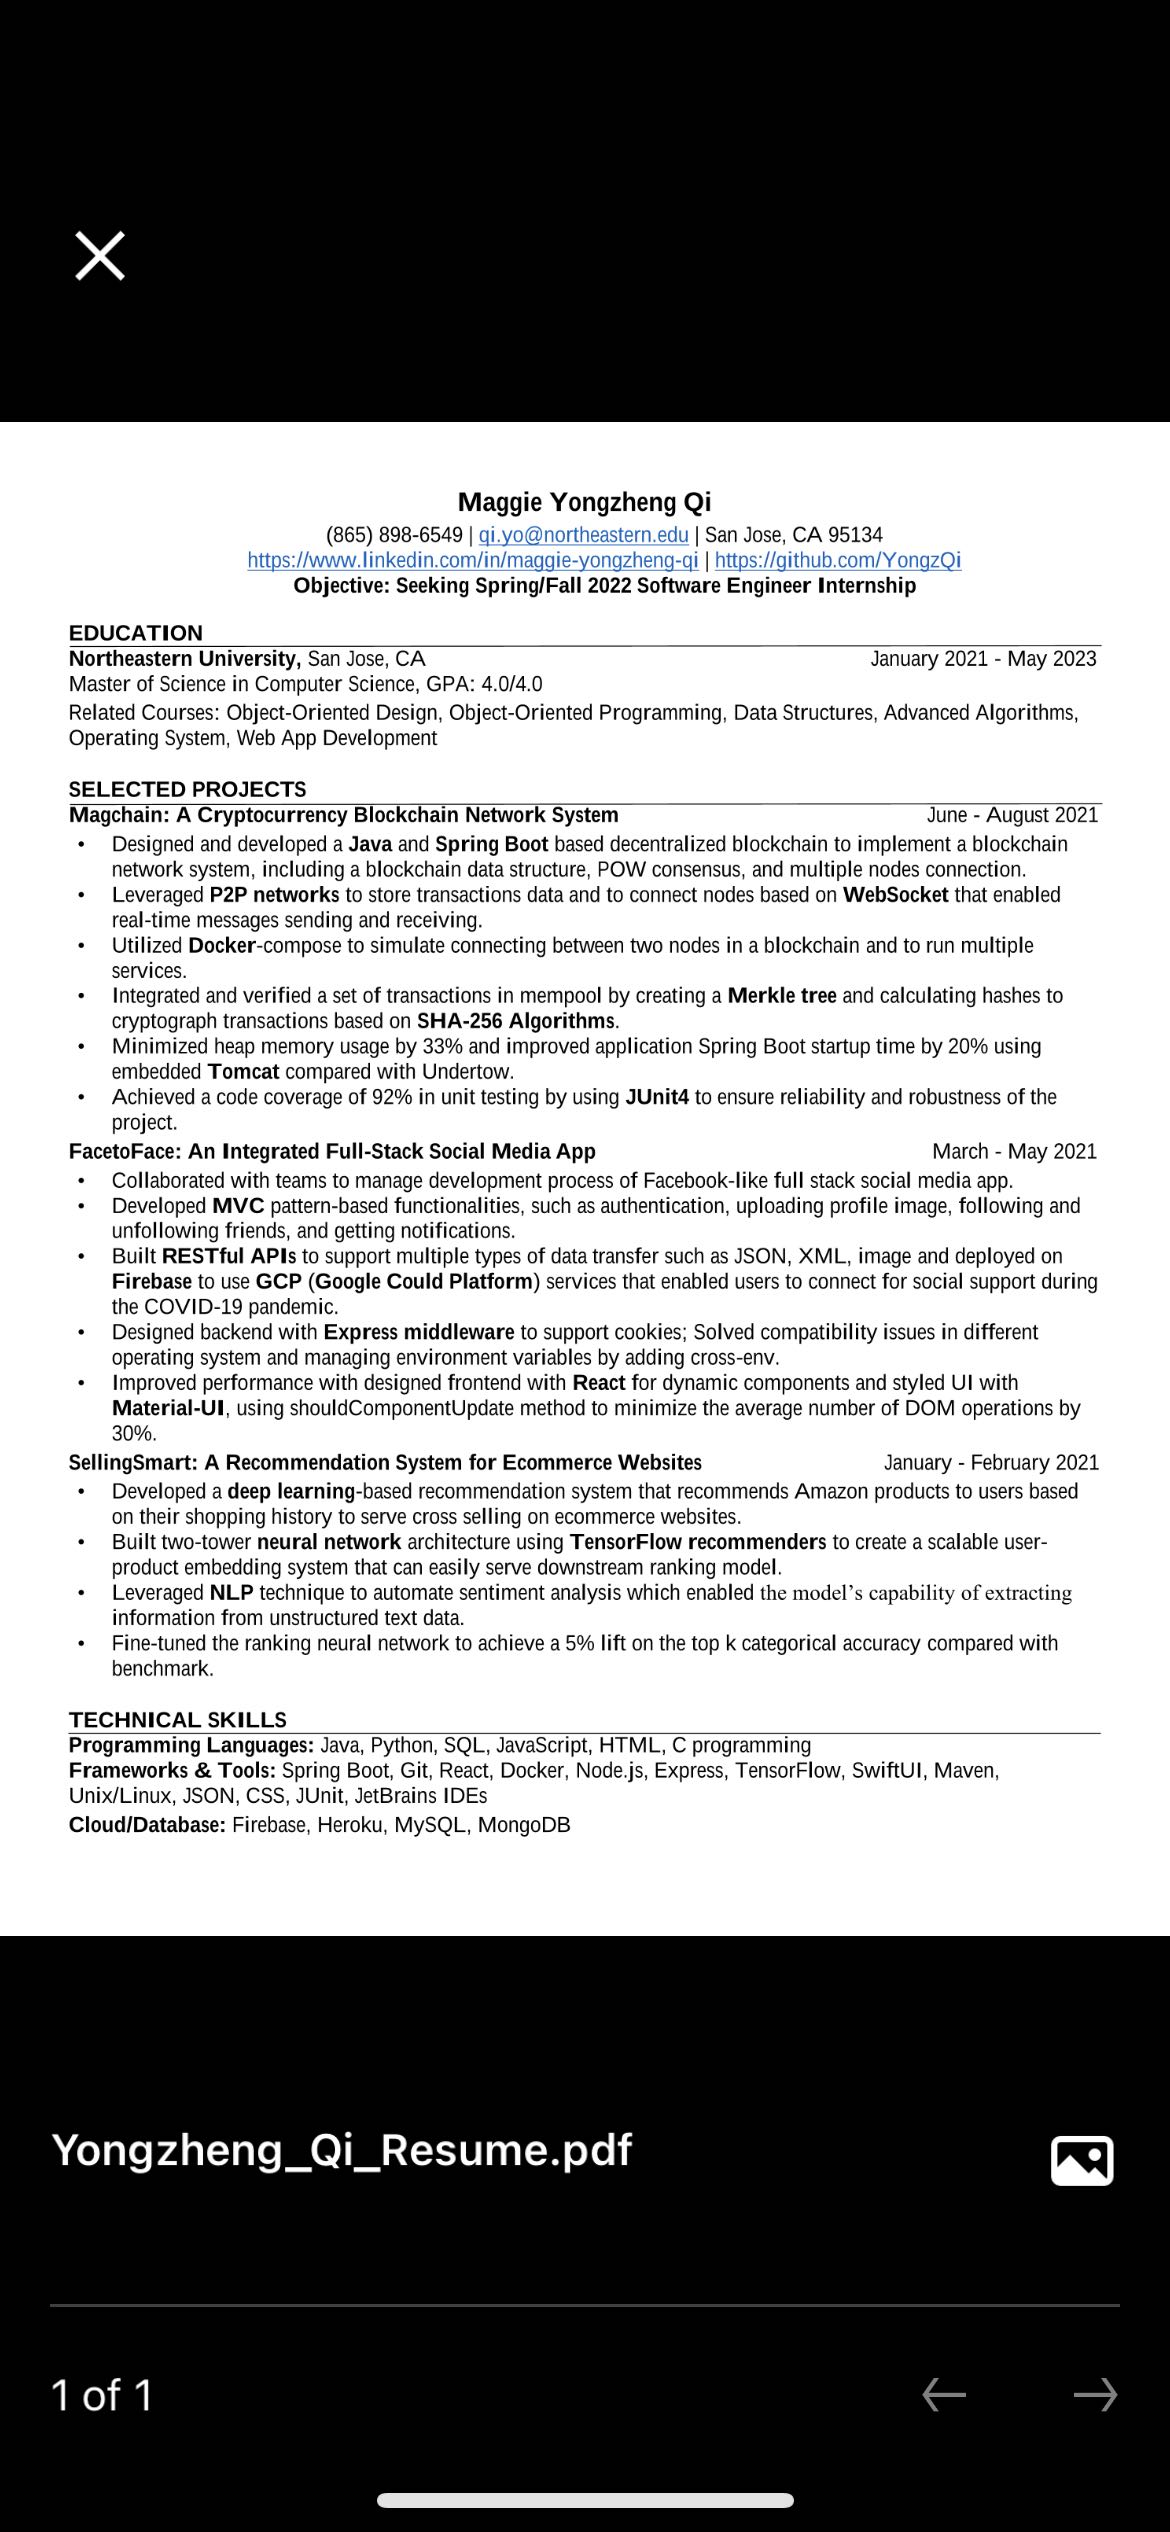 Maggie Yongzheng Qi
(865) 898-6549 | qi.yo@northeastern.edu | San Jose, CA 95134
https://www.linkedin.com/in/maggie-yongzheng-qi | https://github.com/YongzQi
Objective: Seeking Spring/Fall 2022 Software Engineer Internship
EDUCATION
Northeastern University, San Jose, CA January 2021 - May 2023
Master of Science in Computer Science, GPA: 4.0/4.0
Related Courses: Object-Oriented Design, Object-Oriented Programming, Data Structures, Advanced Algorithms,
Operating System, Web App Development
SELECTED PROJECTS
Magchain: A Cryptocurrency Blockchain Network System June - August 2021
• Designed and developed a Java and Spring Boot based decentralized blockchain to implement a blockchain
network system, including a blockchain data structure, POW consensus, and multiple nodes connection.
• Leveraged P2P networks to store transactions data and to connect nodes based on WebSocket that enabled
real-time messages sending and receiving.
• Utilized Docker-compose to simulate connecting between two nodes in a blockchain and to run multiple
services.
• Integrated and verified a set of transactions in mempool by creating a Merkle tree and calculating hashes to
cryptograph transactions based on SHA-256 Algorithms.
• Minimized heap memory usage by 33% and improved application Spring Boot startup time by 20% using
embedded Tomcat compared with Undertow.
• Achieved a code coverage of 92% in unit testing by using JUnit4 to ensure reliability and robustness of the
project.
FacetoFace: An Integrated Full-Stack Social Media App March - May 2021
• Collaborated with teams to manage development process of Facebook-like full stack social media app.
• Developed MVC pattern-based functionalities, such as authentication, uploading profile image, following and
unfollowing friends, and getting notifications.
• Built RESTful APIs to support multiple types of data transfer such as JSON, XML, image and deployed on
Firebase to use GCP (Google Could Platform) services that enabled users to connect for social support during
the COVID-19 pandemic.
• Designed backend with Express middleware to support cookies; Solved compatibility issues in different
operating system and managing environment variables by adding cross-env.
• Improved performance with designed frontend with React for dynamic components and styled UI with
Material-UI, using shouldComponentUpdate method to minimize the average number of DOM operations by
30%.
SellingSmart: A Recommendation System for Ecommerce Websites January - February 2021
• Developed a deep learning-based recommendation system that recommends Amazon products to users based
on their shopping history to serve cross selling on ecommerce websites.
• Built two-tower neural network architecture using TensorFlow recommenders to create a scalable user-
product embedding system that can easily serve downstream ranking model.
• Leveraged NLP technique to automate sentiment analysis which enabled the model’s capability of extracting
information from unstructured text data.
• Fine-tuned the ranking neural network to achieve a 5% lift on the top k categorical accuracy compared with
benchmark.
TECHNICAL SKILLS
Programming Languages: Java, Python, SQL, JavaScript, HTML, C programming
Frameworks & Tools: Spring Boot, Git, React, Docker, Node.js, Express, TensorFlow, SwiftUI, Maven,
Unix/Linux, JSON, CSS, JUnit, JetBrains IDEs
Cloud/Database: Firebase, Heroku, MySQL, MongoDB
Yongzheng_Qi_Resume.pdf
1 of 1